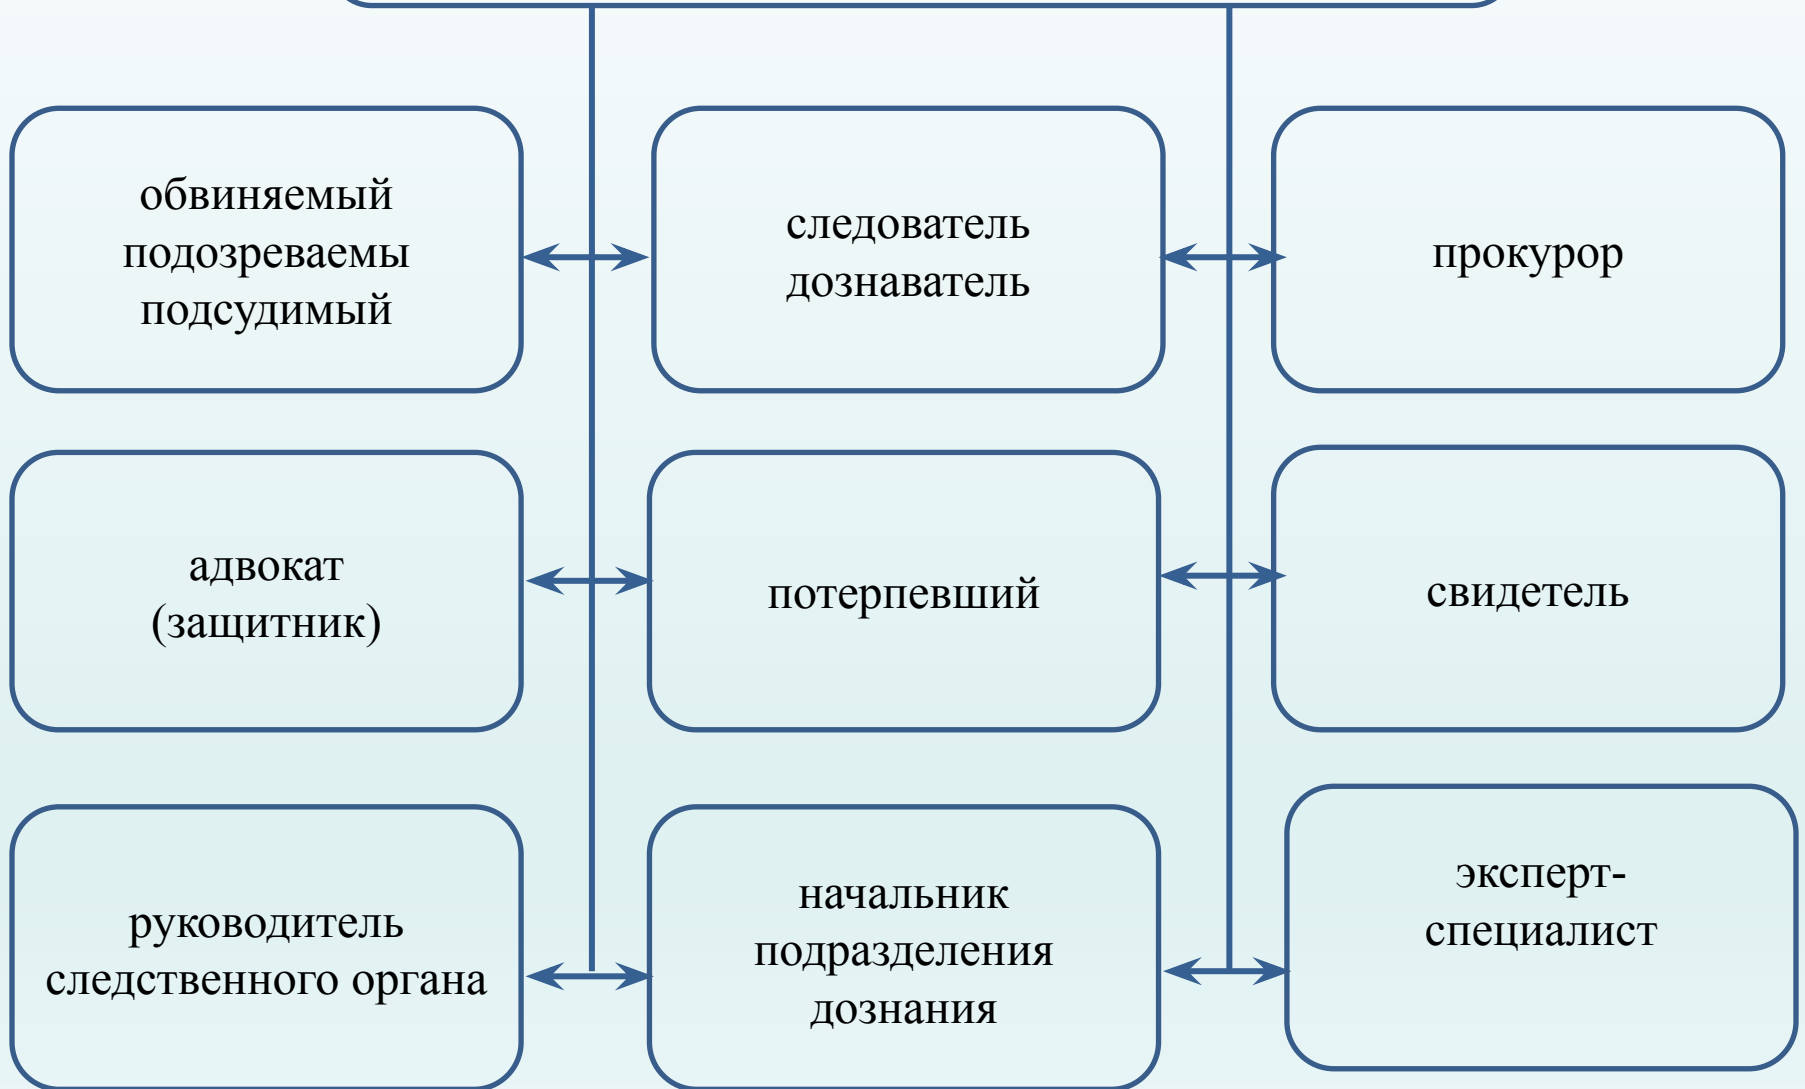 обвиняемый
подозреваемы
подсудимый
следователь
дознаватель
прокурор
адвокат
(защитник)
потерпевший
свидетель
руководитель
следственного органа
начальник
подразделения
дознания
эксперт-
специалист